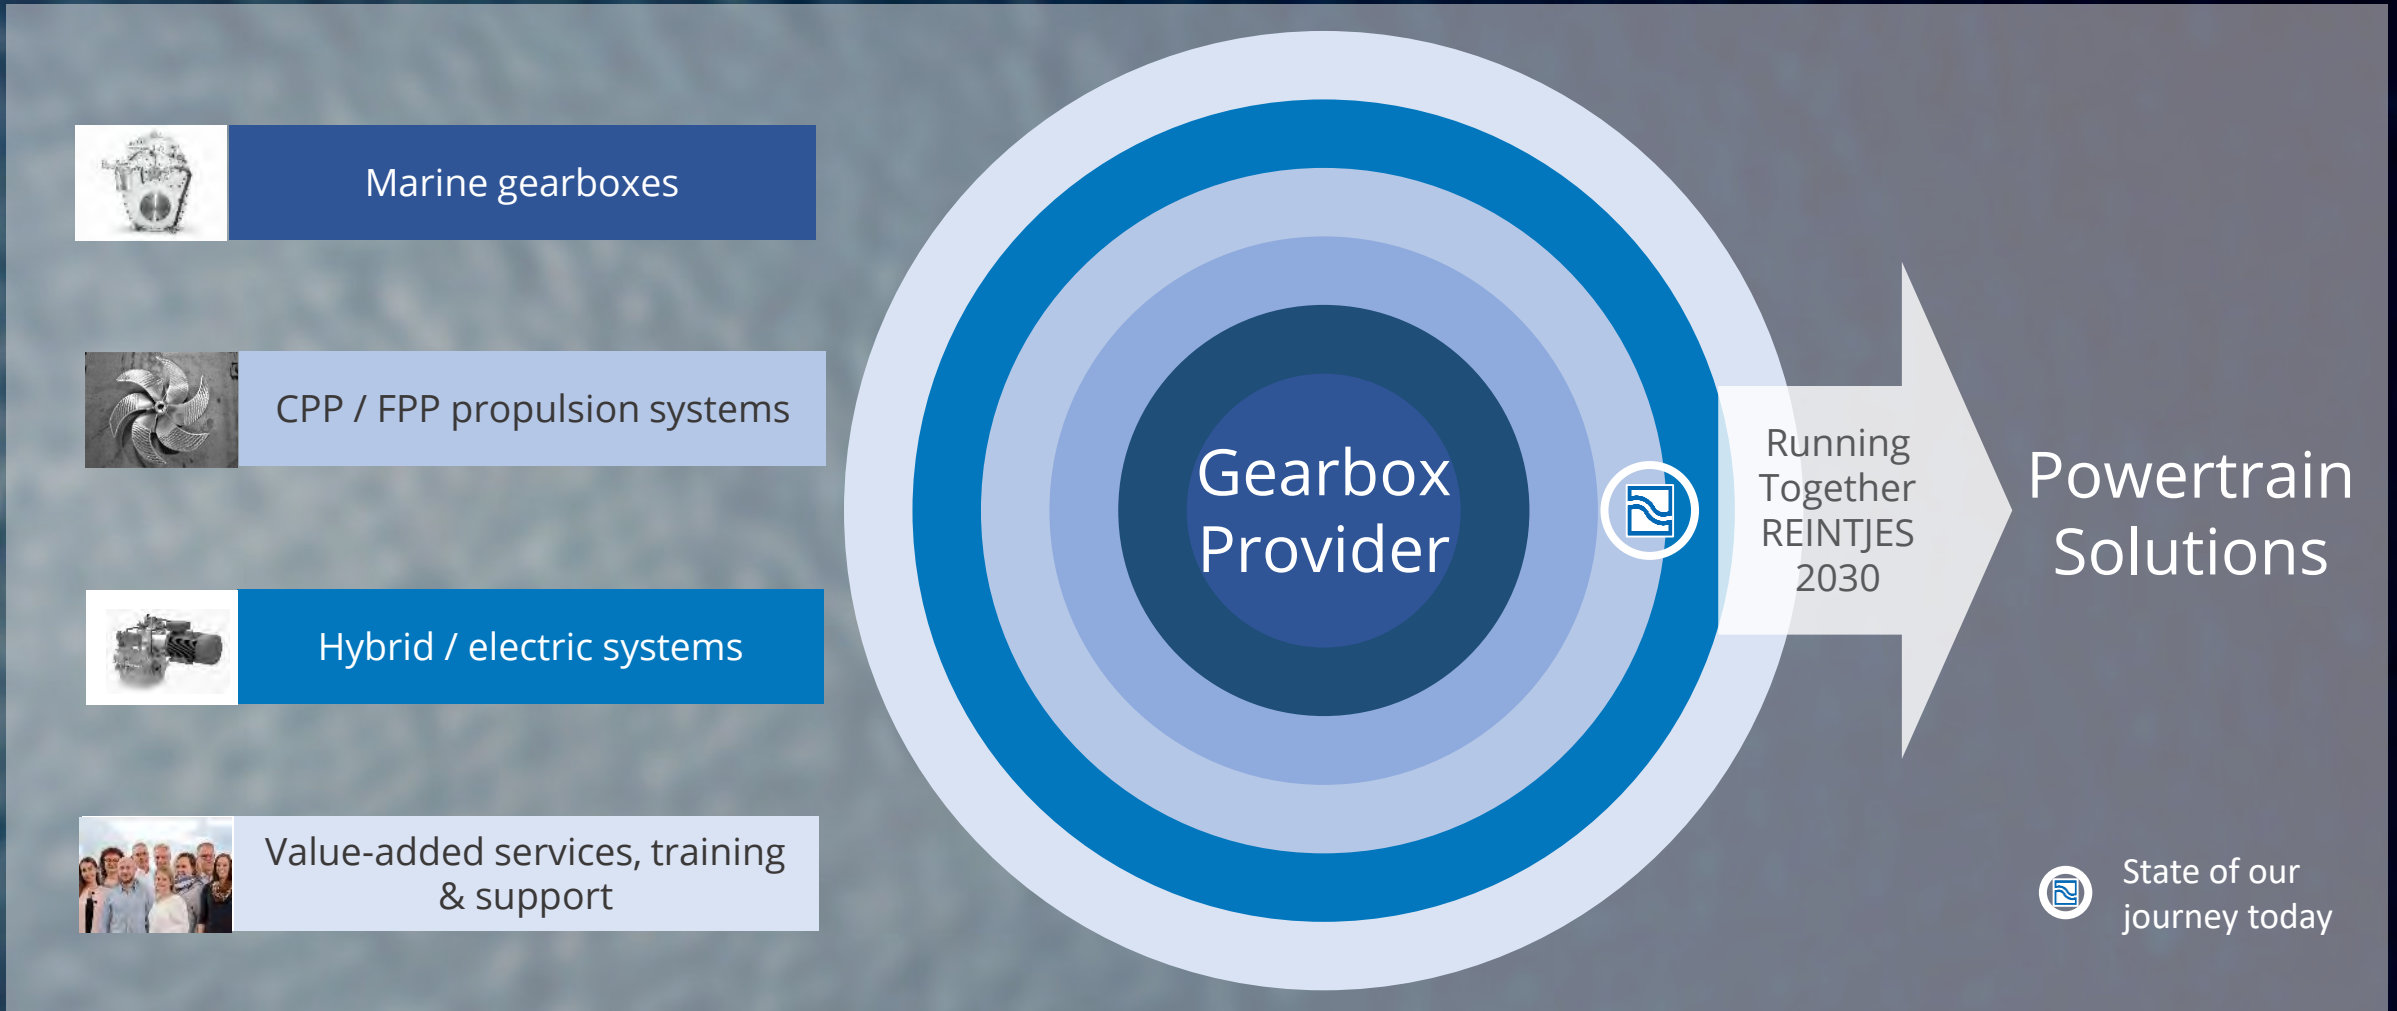 Marine gearboxes
CPP / FPP propulsion systems
Hybrid / electric systems
Value-added services, training
& support
Gearbox
Provider
Running
Together
REINTJES
2030
Powertrain
Solutions
State of our
journey today